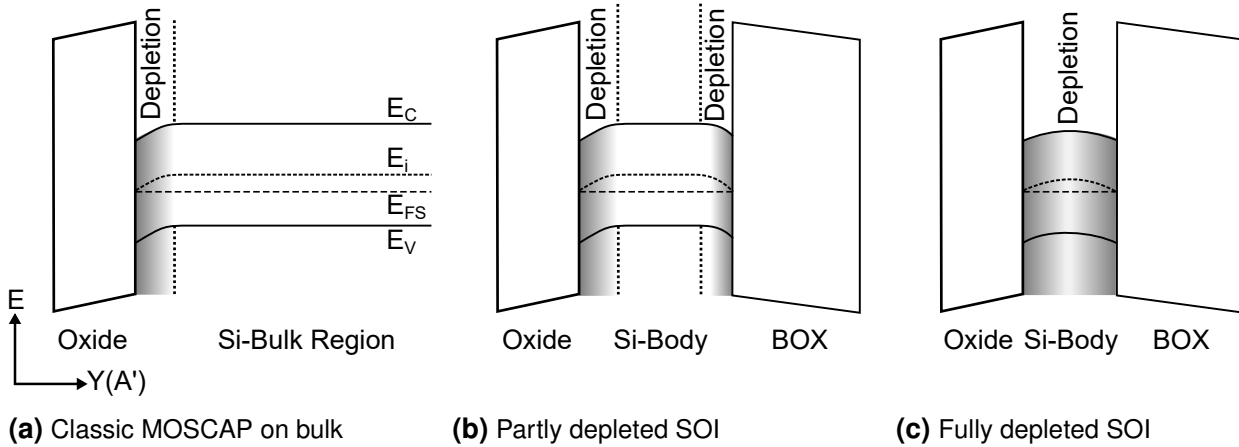 Depletion
E_C
E_i
E_FS
E_V
E
Y(A')
Oxide
Si-Bulk Region
(a) Classic MOSCAP on bulk
Depletion
Depletion
Oxide
Si-Body
BOX
(b) Partly depleted SOI
Depletion
Oxide
Si-Body
BOX
(c) Fully depleted SOI